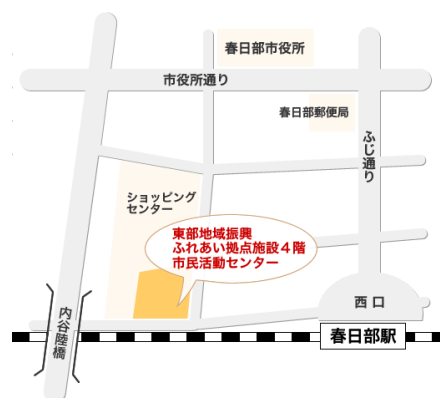 春日部市役所
市役所通り
春日部郵便局
ふじ通り
ショッピング
センター
東部地域振興
ふれあい拠点施設4階
市民活動センター
西口
内谷陸橋
春日部駅